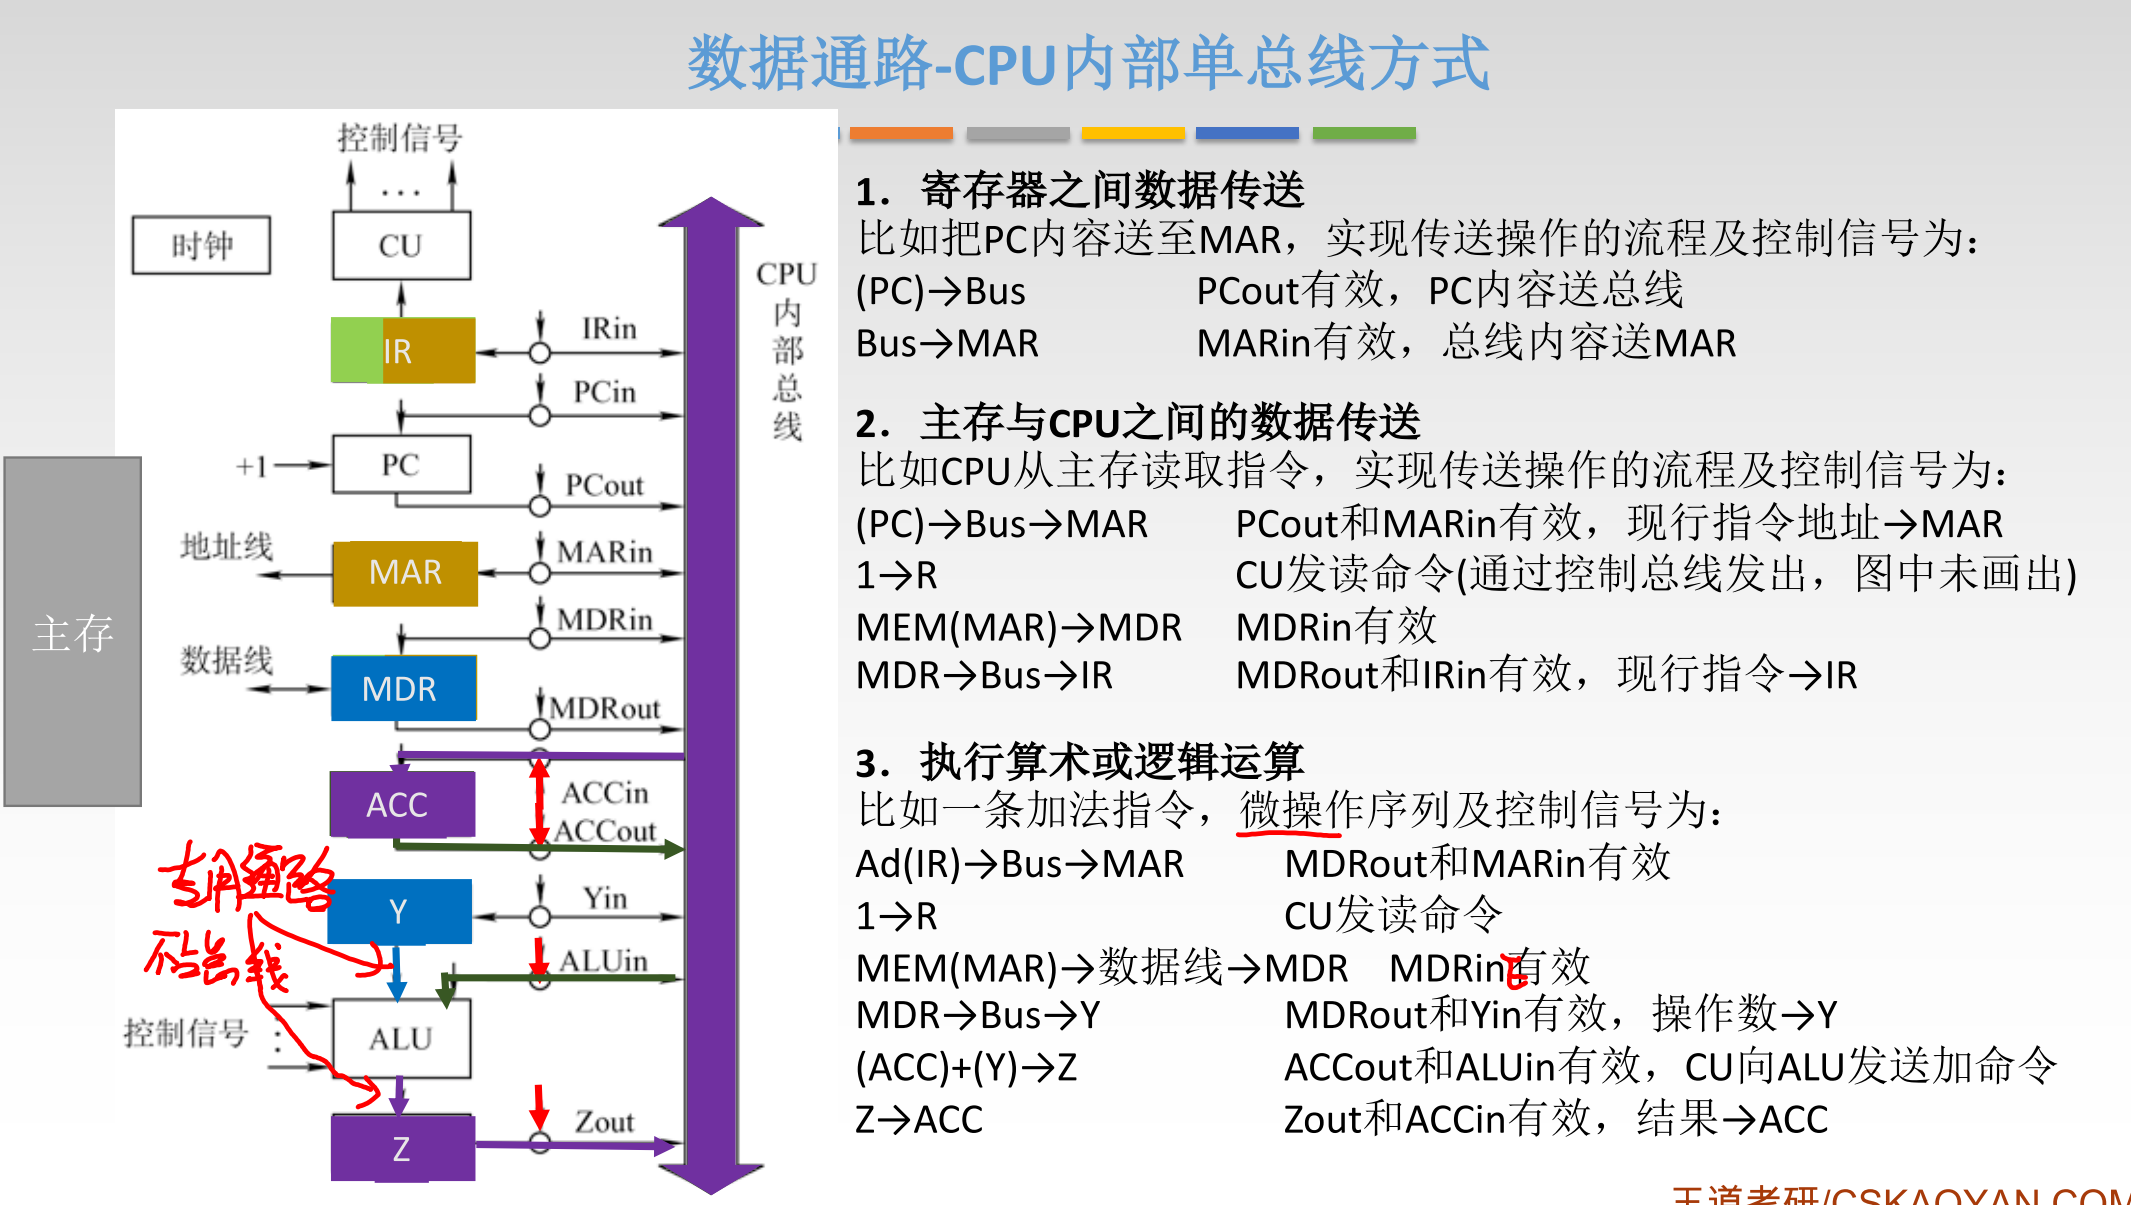 数据通路-CPU内部单总线方式
控制信号
...
时钟
CU
CPU内部总线
IR
IRin
PCin
+1
PC
PCout
地址线
MAR
MARin
主存
MDRin
数据线
MDR
MDRout
ACC
ACCin
ACCout
专用通路
不占总线
Y
Yin
ALUin
控制信号
ALU
Zout
Z
1. 寄存器之间数据传送
比如把PC内容送至MAR，实现传送操作的流程及控制信号为：
(PC)→Bus PCout有效，PC内容送总线
Bus→MAR MARin有效，总线内容送MAR
2. 主存与CPU之间的数据传送
比如CPU从主存读取指令，实现传送操作的流程及控制信号为：
(PC)→Bus→MAR PCout和MARin有效，现行指令地址→MAR
1→R CU发读命令(通过控制总线发出，图中未画出)
MEM(MAR)→MDR MDRin有效
MDR→Bus→IR MDRout和IRin有效，现行指令→IR
3. 执行算术或逻辑运算
比如一条加法指令，微操作序列及控制信号为：
Ad(IR)→Bus→MAR MDRout和MARin有效
1→R CU发读命令
MEM(MAR)→数据线→MDR MDRinE有效
MDR→Bus→Y MDRout和Yin有效，操作数→Y
(ACC)+(Y)→Z ACCout和ALUin有效，CU向ALU发送加命令
Z→ACC Zout和ACCin有效，结果→ACC
王道考研/CSKAOYAN.COM